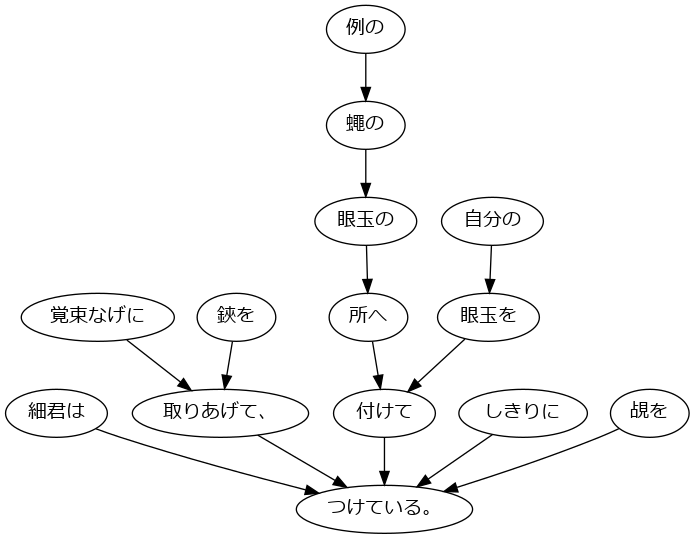 例の
蠅の
眼玉の
自分の
覚束なげに
鋏を
所へ
眼玉を
細君は
取りあげて、
付けて
しきりに
覘を
つけている。